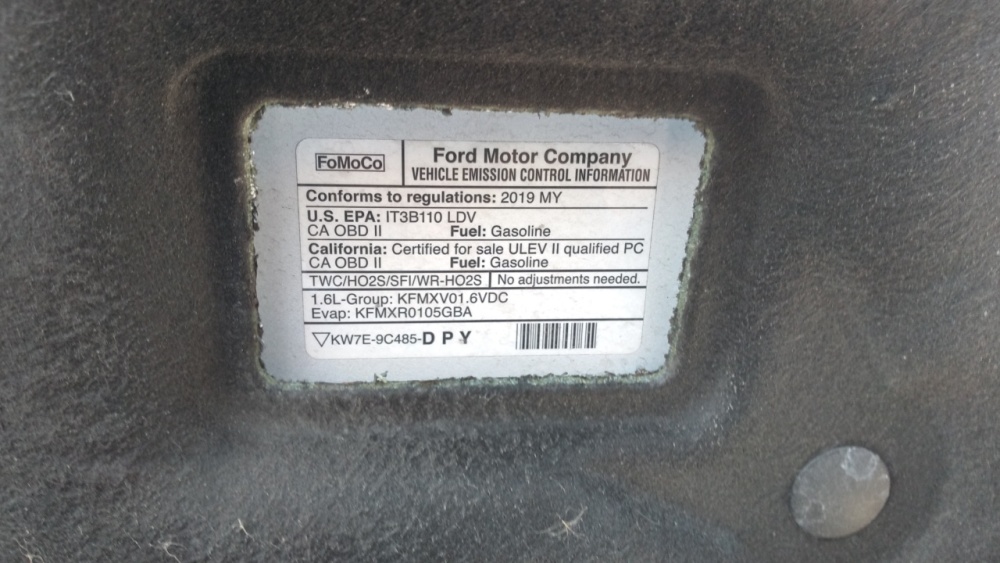 FoMoCo
Ford Motor Company
VEHICLE EMISSION CONTROL INFORMATION
Conforms to regulations: 2019 MY
U.S. EPA: IT3B110 LDV
CA OBD II Fuel: Gasoline
California: Certified for sale ULEV II qualified PC
CA OBD II Fuel: Gasoline
TWC/HO2S/SFI/WR-HO2S No adjustments needed.
1.6L-Group: KFMXV01.6VDC
Evap: KFMXR0105GBA
▽KW7E-9C485-D P Y